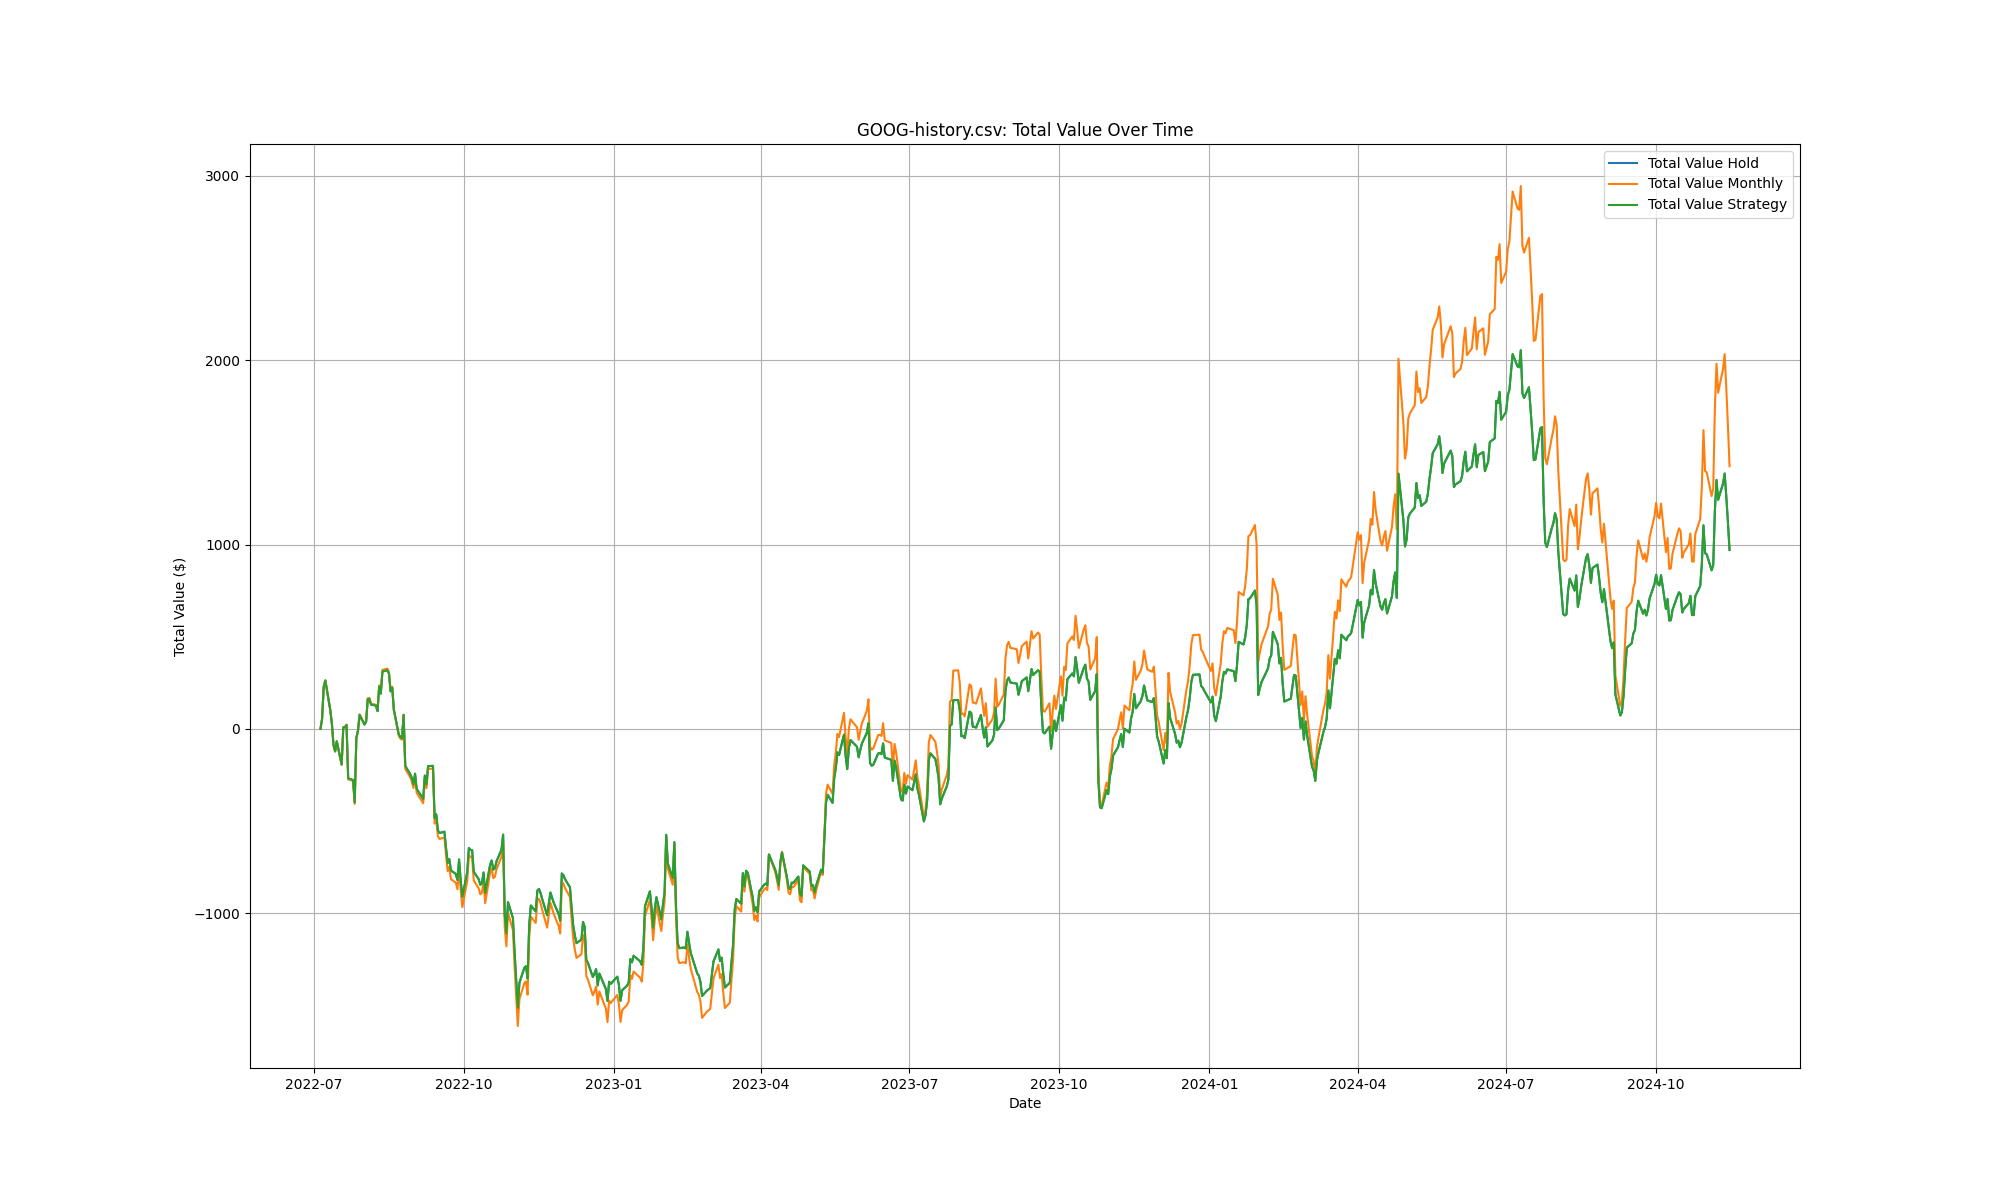 GOOG-history.csv: Total Value Over Time
Total Value Hold
Total Value Monthly
Total Value Strategy
3000
2000
1000
0
−1000
Total Value ($)
2022-07
2022-10
2023-01
2023-04
2023-07
2023-10
2024-01
2024-04
2024-07
2024-10
Date